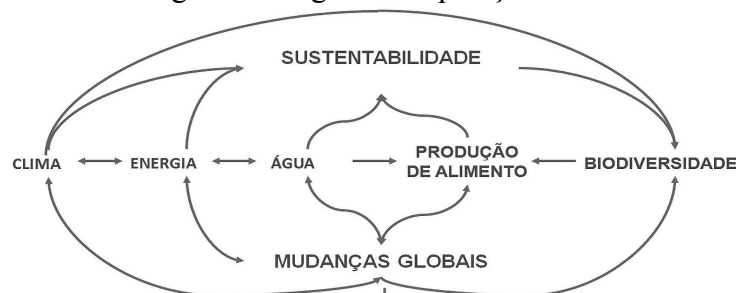 SUSTENTABILIDADE
CLIMA ENERGIA ÁGUA PRODUÇÃO DE ALIMENTO BIODIVERSIDADE
MUDANÇAS GLOBAIS